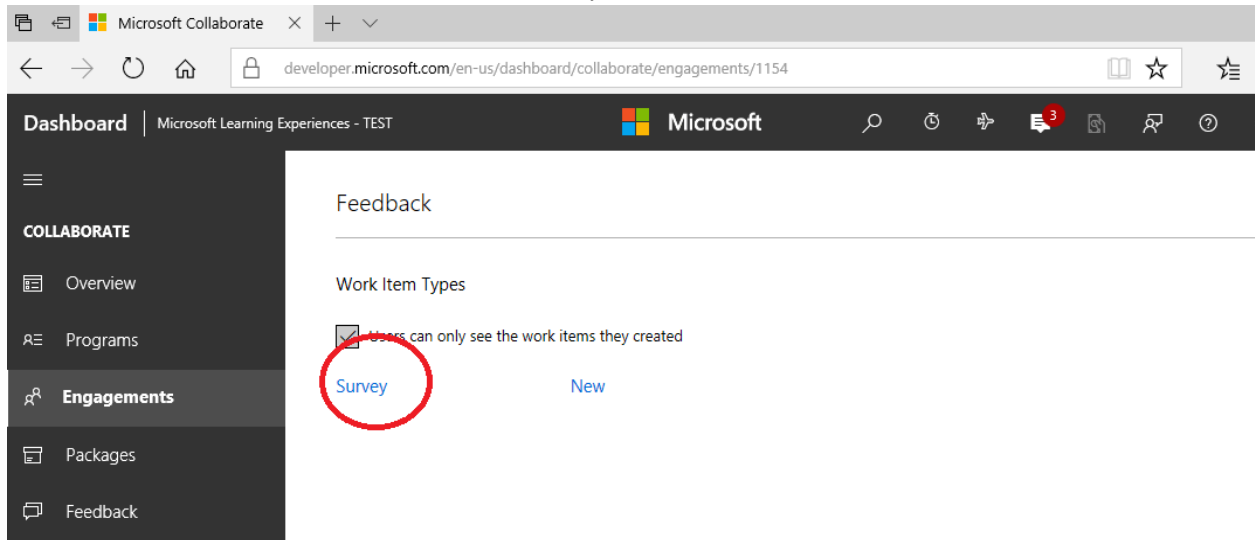 Microsoft Collaborate
developer.microsoft.com/en-us/dashboard/collaborate/engagements/1154
Dashboard | Microsoft Learning Experiences - TEST Microsoft 3
COLLABORATE
Overview
Programs
Engagements
Packages
Feedback
Feedback
Work Item Types
Users can only see the work items they created
Survey New